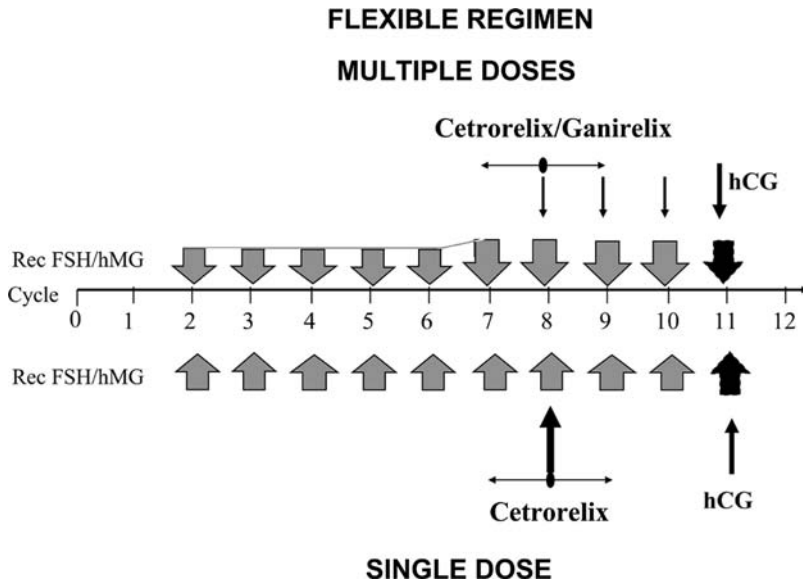 FLEXIBLE REGIMEN
MULTIPLE DOSES
Cetrorelix/Ganirelix
hCG
Rec FSH/hMG
Cycle
0 1 2 3 4 5 6 7 8 9 10 11 12
Rec FSH/hMG
Cetrorelix
hCG
SINGLE DOSE